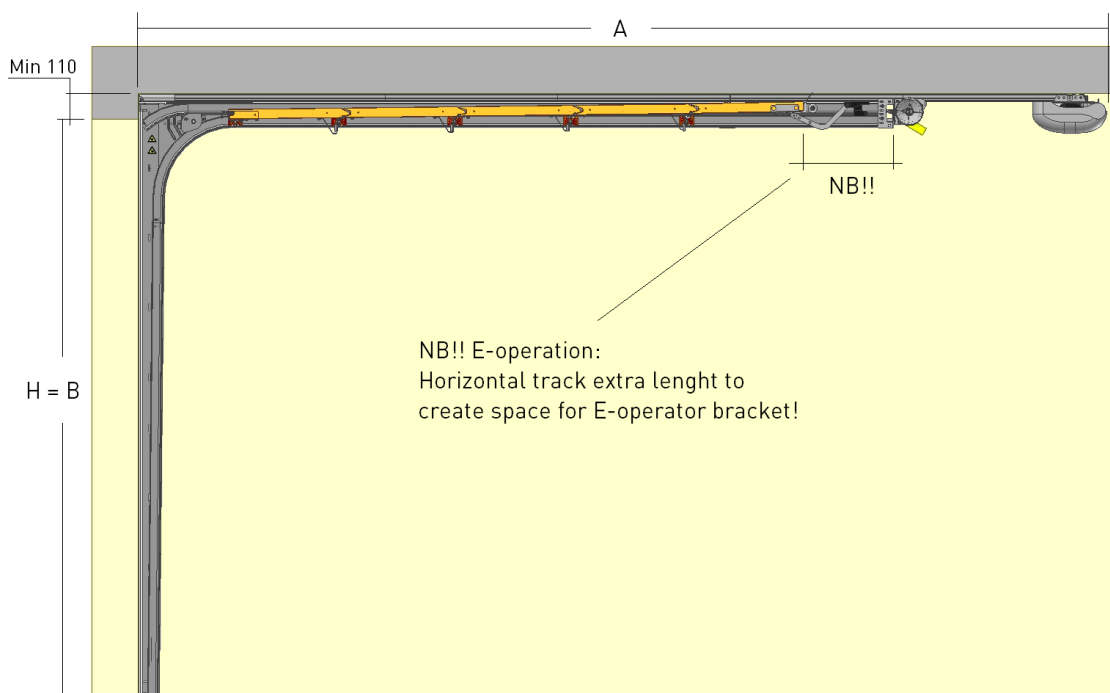 A
Min 110
NB!!
NB!! E-operation:
Horizontal track extra lenght to
create space for E-operator bracket!
H = B